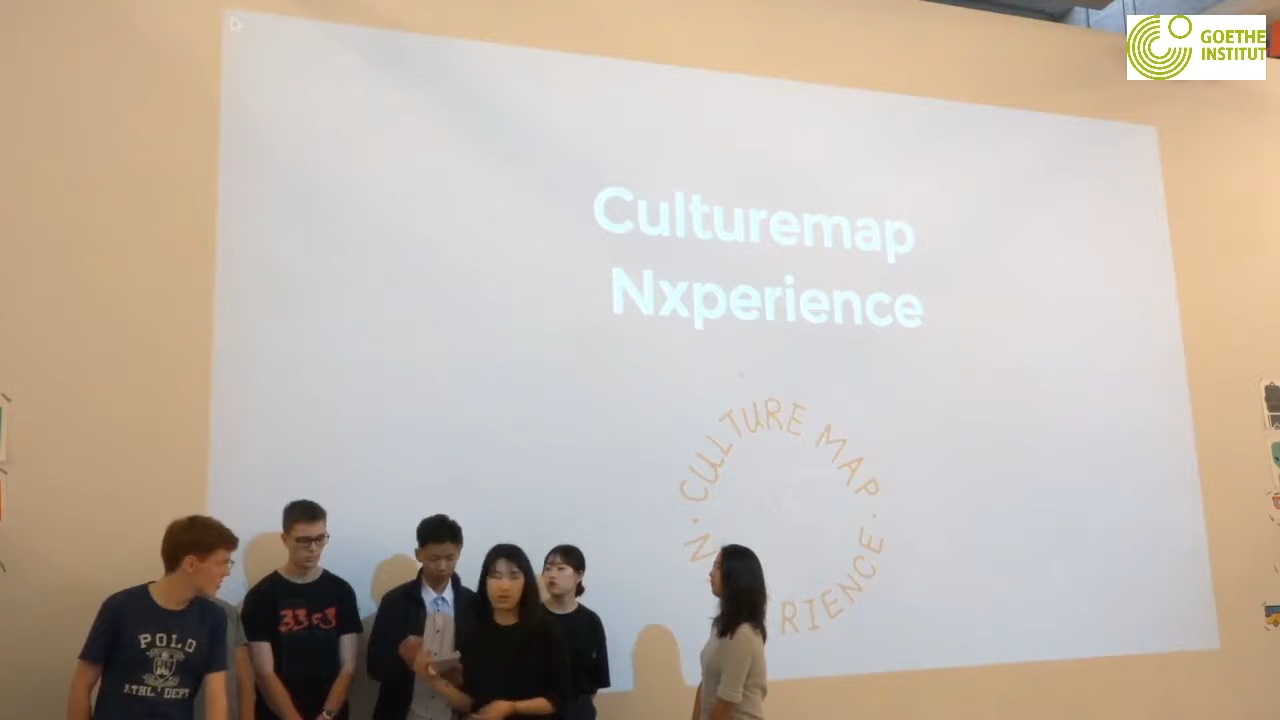 GOETHE
INSTITUT
Culturemap
Nxperience
CULTURE MAP
RIENCE
N
POLO
ATHL DEPT